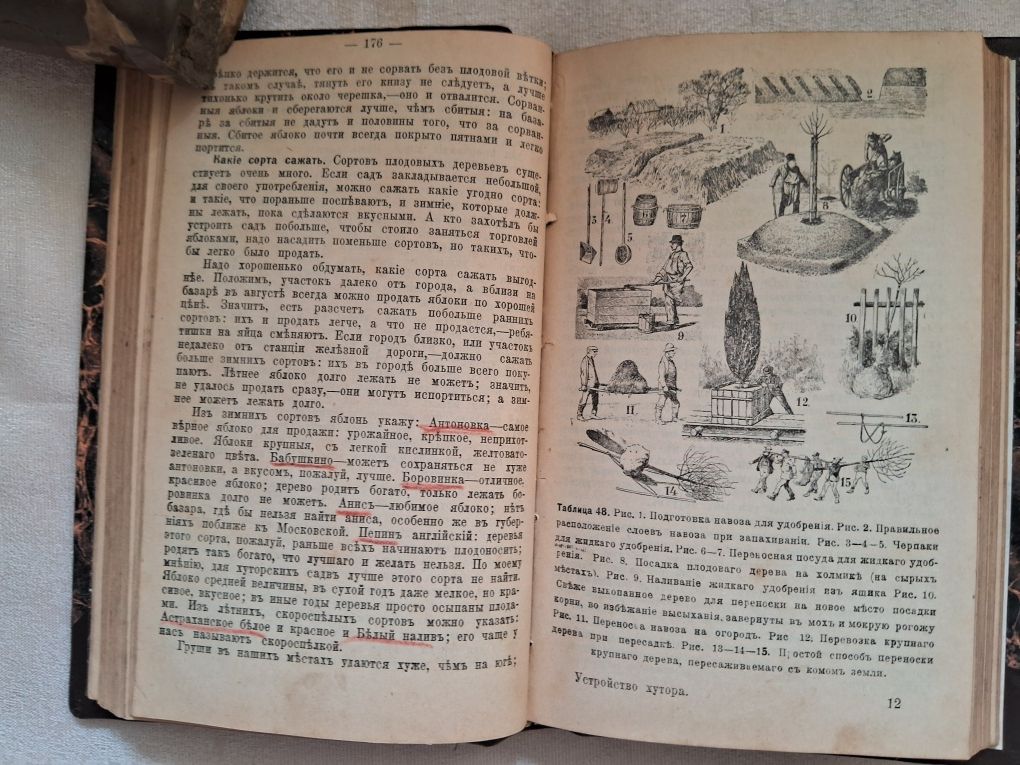 — 176 —
держится, что его и не сорвать безъ плодовой вѣтки;
таком случаѣ, тянуть его книзу не слѣдуетъ, а лучше
тихонько крутить около черешка,—оно и отвалится. Сорван-
ныя яблоки и сберегаются лучше, чѣмъ сбитыя: на база-
рѣ за сбитыя не дадутъ и половины того, что за сорван-
ныя. Сбитое яблоко почти всегда покрыто пятнами и легко
портится.
Какіе сорта сажать. Сортовъ плодовыхъ деревьевъ суще-
ствуетъ очень много. Если садъ закладывается небольшой,
для своего употребленія, можно сажать какіе угодно сорта:
и такіе, что пораньше поспѣваютъ, и зимніе, которые долж-
ны лежать, пока сдѣлаются вкусными. А кто захотѣлъ бы
устроить садъ побольше, чтобы стоило заняться торговлей
яблоками, надо насадить поменьше сортовъ, но такихъ, что-
бы легко было продать.
Надо хорошенько обдумать, какіе сорта сажать выгод-
нѣе. Положимъ, участокъ далеко отъ города, а вблизи на
базарѣ въ августѣ всегда можно продать яблоки по хорошей
цѣнѣ. Значитъ, есть разсчетъ сажать побольше раннихъ
сортовъ: ихъ и продать легче, а что не продастся,—ребя-
тишки на яйца смѣняютъ. Если городъ близко, или участокъ
недалеко отъ станціи желѣзной дороги,—должно сажать
больше зимнихъ сортовъ: ихъ въ городѣ больше всего поку-
паютъ. Лѣтнее яблоко долго лежать не можетъ; значитъ,
не удалось продать сразу,—они могутъ испортиться; а зим-
нее можетъ лежать долго.
Изъ зимнихъ сортовъ яблонь укажу: Антоновка—самое
вѣрное яблоко для продажи: урожайное, крѣпкое, неприхот-
ливое. Яблоки крупныя, съ легкой кислинкой, желтовато-
зеленаго цвѣта. Бабушкино—можетъ сохраняться не хуже
антоновки, а вкусомъ, пожалуй, лучше. Боровинка—отличное,
красивое яблоко; дерево родитъ богато, только лежать бо-
ровинка долго не можетъ. Анисъ—любимое яблоко; нѣтъ
базара, гдѣ бы нельзя найти аниса, особенно же въ губер-
ніяхъ поближе къ Московской. Пепинъ англійскій: деревья
этого сорта, пожалуй, раньше всѣхъ начинаютъ плодоносить;
родятъ такъ богато, что лучшаго и желать нельзя. По моему
мнѣнію, для хуторскихъ садовъ лучше этого сорта не найти.
Яблоко средней величины, въ сухой годъ даже мелкое, но кра-
сивое, вкусное; въ иные годы деревья просто осыпаны плода-
ми. Изъ лѣтнихъ, скороспѣлыхъ сортовъ можно указать:
Астраханское бѣлое и красное и Бѣлый наливъ; его чаще у
насъ называютъ скороспѣлкой.
Груши въ нашихъ мѣстахъ удаются хуже, чѣмъ на югѣ;
1
2
3
4
5
7
8
9
10
11
12.
13.
14
15
Таблица 48. Рис. 1. Подготовка навоза для удобренія. Рис. 2. Правильное
расположеніе слоевъ навоза при запахиваніи. Рис. 3—4—5. Черпаки
для жидкаго удобренія. Рис. 6—7. Перекосная посуда для жидкаго удоб-
ренія. Рис. 8. Посадка плодоваго дерева на холмикѣ (на сырыхъ
мѣстахъ). Рис. 9. Наливаніе жидкаго удобренія изъ ящика Рис. 10.
Свѣже выкопанное дерево для переноски на новое мѣсто посадки
корни, во избѣжаніе высыханія, завернуты въ мохъ и мокрую рогожу
Рис. 11. Переноска навоза на огородъ. Рис 12, Перевозка крупнаго
дерева при пересадкѣ. Рис. 13—14—15. Простой способъ переноски
крупнаго дерева, пересаживаемаго съ комомъ земли.
Устройство хутора.
12